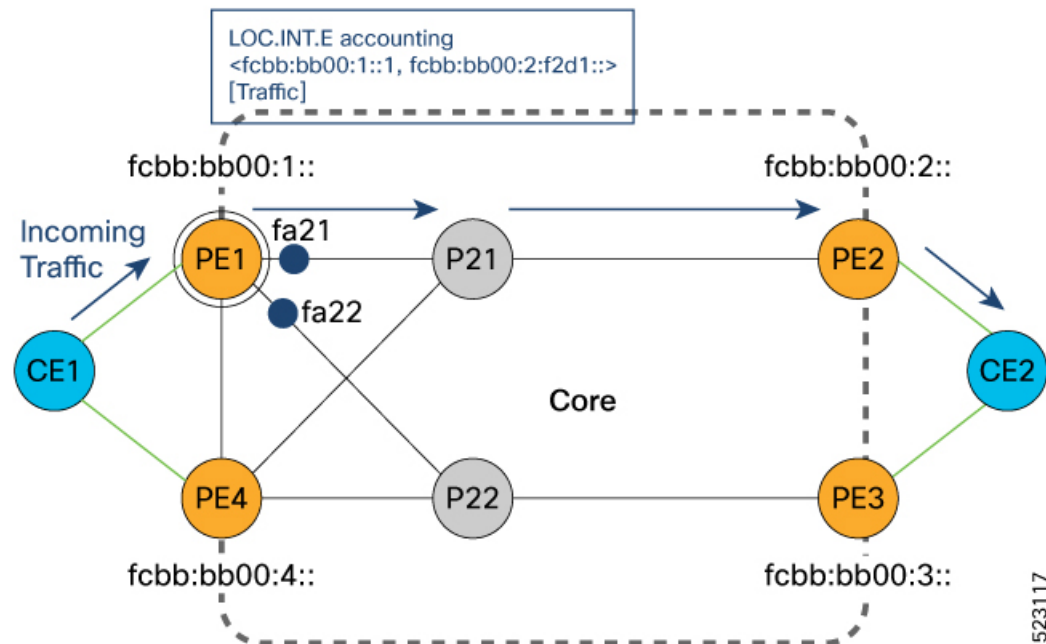 LOC.INT.E accounting
<fcbb:bb00:1::1, fcbb:bb00:2:f2d1::>
[Traffic]
fcbb:bb00:1::
fcbb:bb00:2::
Incoming
Traffic
PE1
fa21
P21
PE2
fa22
CE1
CE2
Core
PE4
P22
PE3
fcbb:bb00:4::
fcbb:bb00:3::
523117